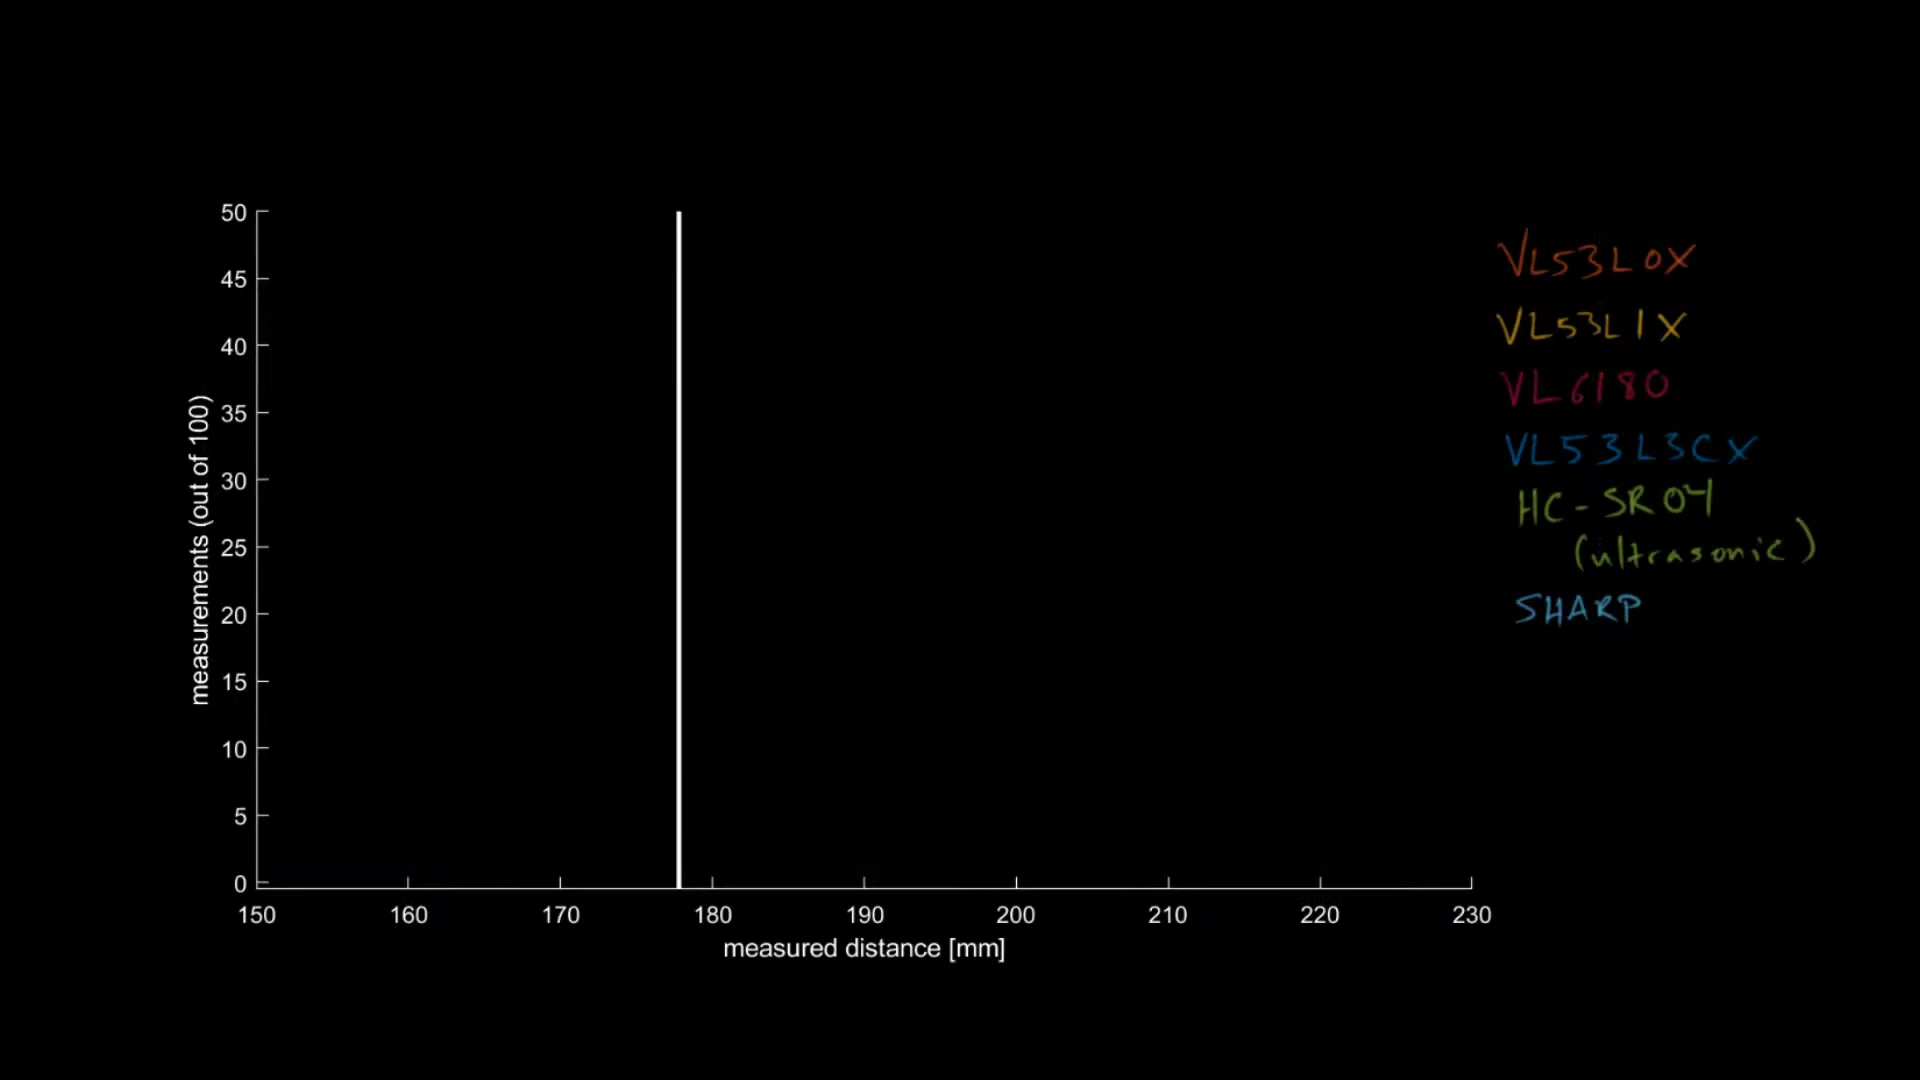 50
45
40
35
30
25
20
15
10
5
0
measurements (out of 100)
150 160 170 180 190 200 210 220 230
measured distance [mm]
VL53L0X
VL53L1X
VL6180
VL53L3CX
HC-SR04
(ultrasonic)
SHARP